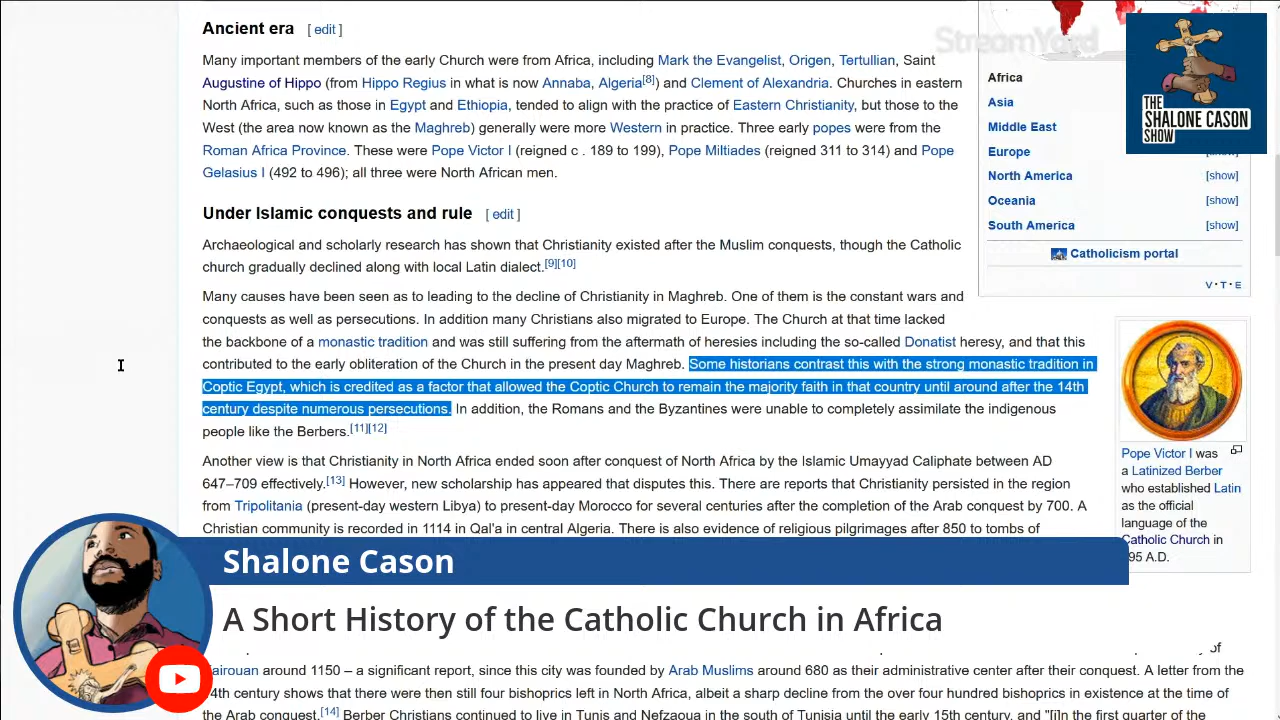 Ancient era [ edit ]
Many important members of the early Church were from Africa, including Mark the Evangelist, Origen, Tertullian, Saint
Augustine of Hippo (from Hippo Regius in what is now Annaba, Algeria[8]) and Clement of Alexandria. Churches in eastern
North Africa, such as those in Egypt and Ethiopia, tended to align with the practice of Eastern Christianity, but those to the
West (the area now known as the Maghreb) generally were more Western in practice. Three early popes were from the
Roman Africa Province. These were Pope Victor I (reigned c . 189 to 199), Pope Miltiades (reigned 311 to 314) and Pope
Gelasius I (492 to 496); all three were North African men.
Under Islamic conquests and rule [ edit ]
Archaeological and scholarly research has shown that Christianity existed after the Muslim conquests, though the Catholic
church gradually declined along with local Latin dialect.[9][10]
Many causes have been seen as to leading to the decline of Christianity in Maghreb. One of them is the constant wars and
conquests as well as persecutions. In addition many Christians also migrated to Europe. The Church at that time lacked
the backbone of a monastic tradition and was still suffering from the aftermath of heresies including the so-called Donatist heresy, and that this
contributed to the early obliteration of the Church in the present day Maghreb. Some historians contrast this with the strong monastic tradition in
Coptic Egypt, which is credited as a factor that allowed the Coptic Church to remain the majority faith in that country until around after the 14th
century despite numerous persecutions. In addition, the Romans and the Byzantines were unable to completely assimilate the indigenous
people like the Berbers.[11][12]
Another view is that Christianity in North Africa ended soon after conquest of North Africa by the Islamic Umayyad Caliphate between AD
647–709 effectively.[13] However, new scholarship has appeared that disputes this. There are reports that Christianity persisted in the region
from Tripolitania (present-day western Libya) to present-day Morocco for several centuries after the completion of the Arab conquest by 700. A
Christian community is recorded in 1114 in Qal'a in central Algeria. There is also evidence of religious pilgrimages after 850 to tombs of
of
airouan around 1150 – a significant report, since this city was founded by Arab Muslims around 680 as their administrative center after their conquest. A letter from the
4th century shows that there were then still four bishoprics left in North Africa, albeit a sharp decline from the over four hundred bishoprics in existence at the time of
the Arab conquest.[14] Berber Christians continued to live in Tunis and Nefzaoua in the south of Tunisia until the early 15th century, and "[i]n the first quarter of the
StreamYard
Africa
Asia
Middle East
Europe [show]
North America [show]
Oceania [show]
South America [show]
Catholicism portal
V · T · E
Pope Victor I was
a Latinized Berber
who established Latin
as the official
language of the
Catholic Church in
95 A.D.
THE
SHALONE CASON
SHOW
Shalone Cason
A Short History of the Catholic Church in Africa